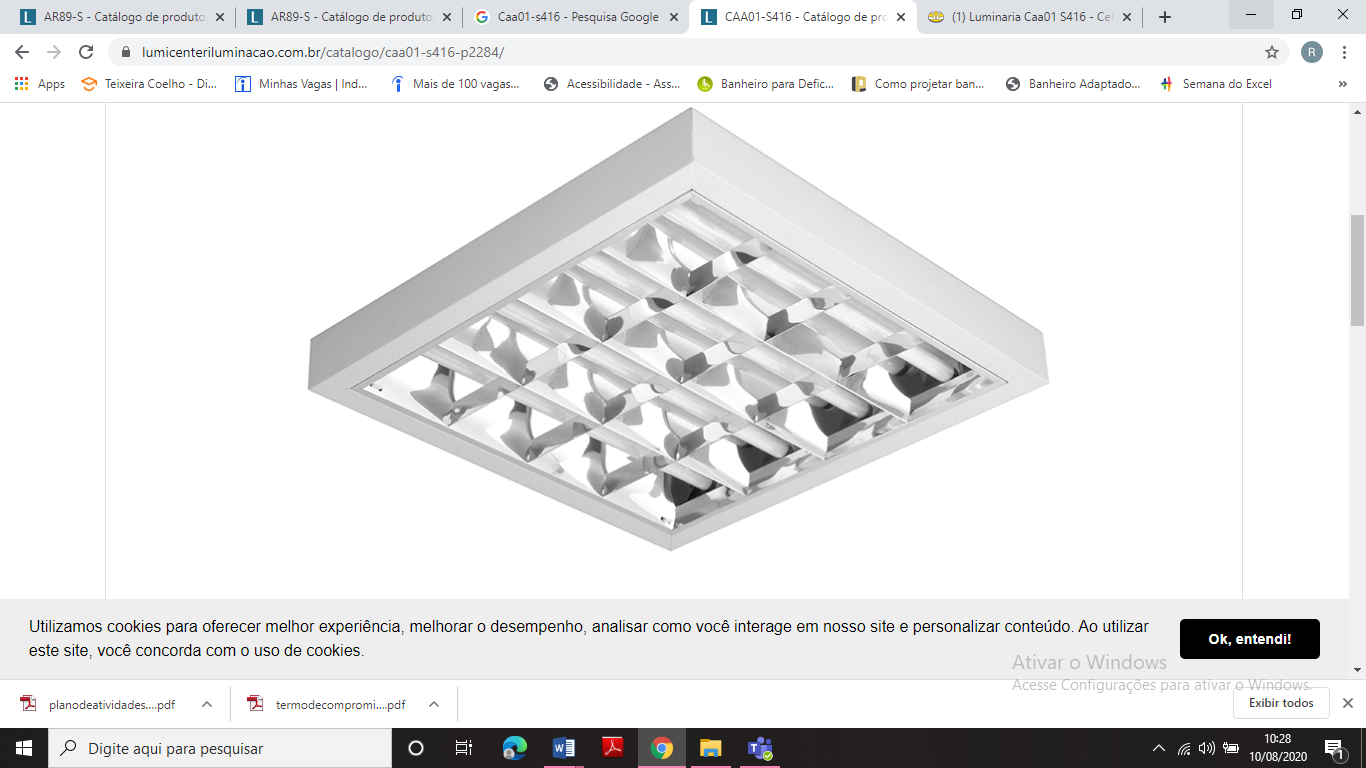 AR89-S - Catálogo de produto
AR89-S - Catálogo de produto
Caa01-s416 - Pesquisa Google
CAA01-S416 - Catálogo de pro
(1) Luminaria Caa01 S416 - Cel
lumicenteriluminacao.com.br/catalogo/caa01-s416-p2284/
R
Apps
Teixeira Coelho - Di...
Minhas Vagas | Ind...
Mais de 100 vagas...
Acessibilidade - Ass...
Banheiro para Defic...
Como projetar ban...
Banheiro Adaptado...
Semana do Excel
»
Utilizamos cookies para oferecer melhor experiência, melhorar o desempenho, analisar como você interage em nosso site e personalizar conteúdo. Ao utilizar
este site, você concorda com o uso de cookies.
Ok, entendi!
Ativar o Windows
Acesse Configurações para ativar o Windows.
planodeatividades....pdf
termodecompromi....pdf
Exibir todos
Digite aqui para pesquisar
10:28
10/08/2020
1